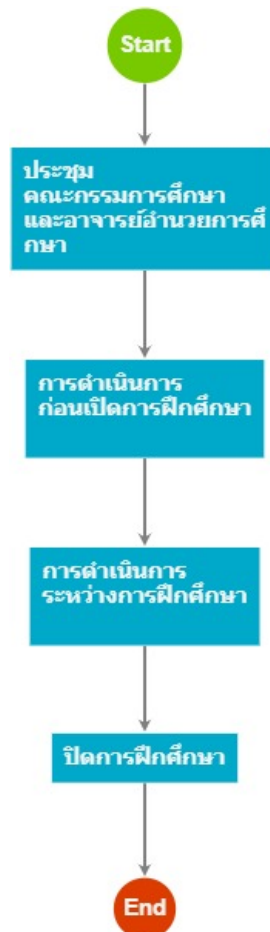 Start
ประชุม
คณะกรรมการศึกษา
และอาจารย์อำนวยการศึ
กษา
การดำเนินการ
ก่อนเปิดการฝึกศึกษา
การดำเนินการ
ระหว่างการฝึกศึกษา
ปิดการฝึกศึกษา
End